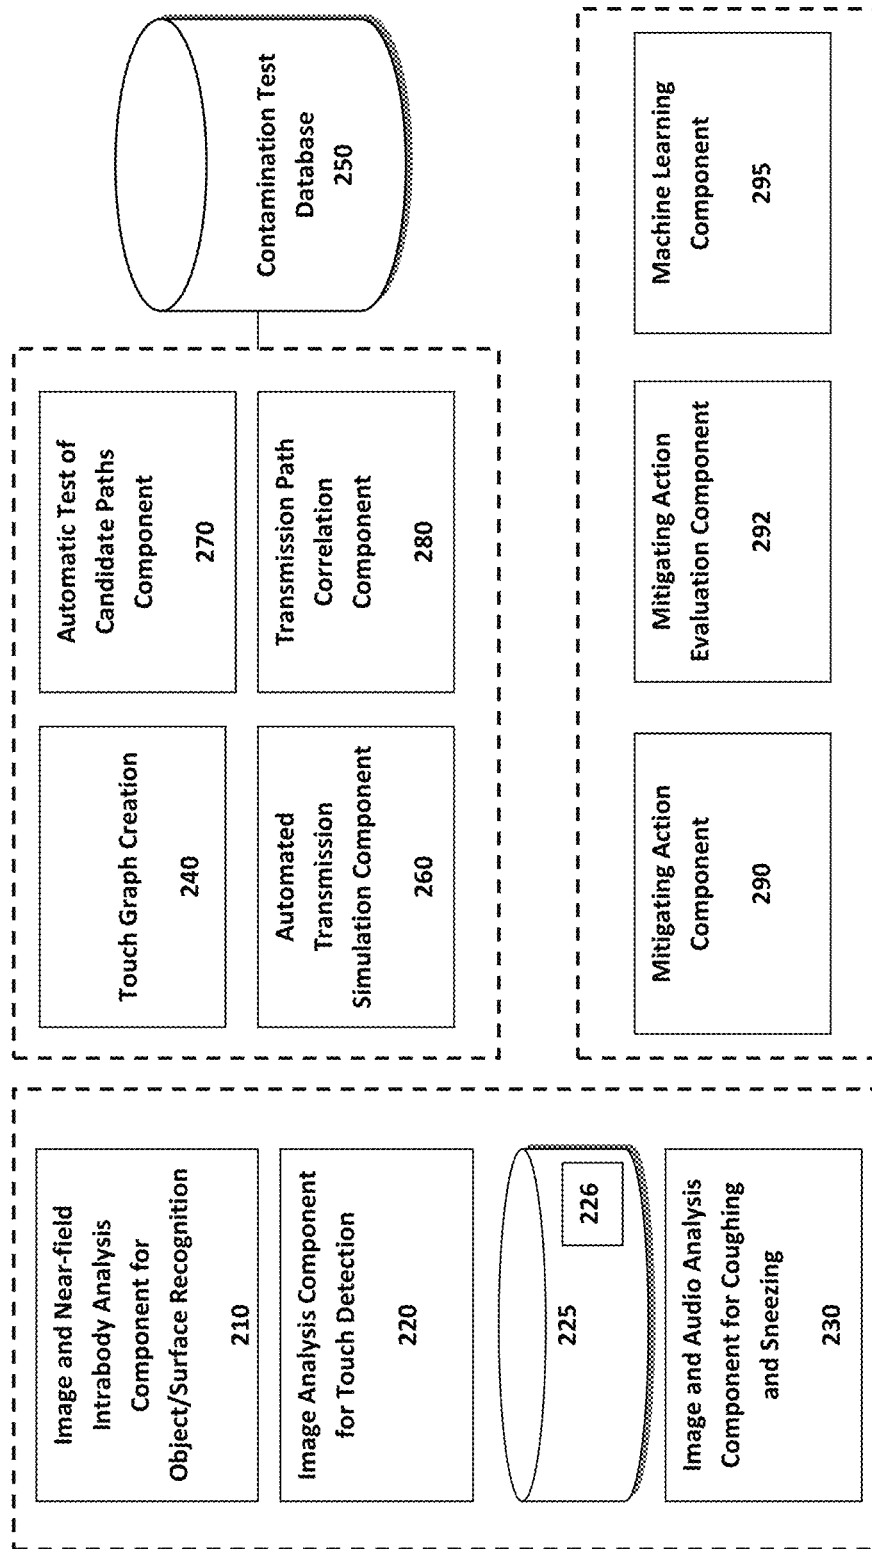 Image and Near-field
Intrabody Analysis
Component for
Object/Surface Recognition
210
Image Analysis Component
for Touch Detection
220
225
226
Image and Audio Analysis
Component for Coughing
and Sneezing
230
Touch Graph Creation
240
Automated
Transmission
Simulation Component
260
Automatic Test of
Candidate Paths
Component
270
Transmission Path
Correlation
Component
280
Contamination Test
Database
250
Mitigating Action
Component
290
Mitigating Action
Evaluation Component
292
Machine Learning
Component
295